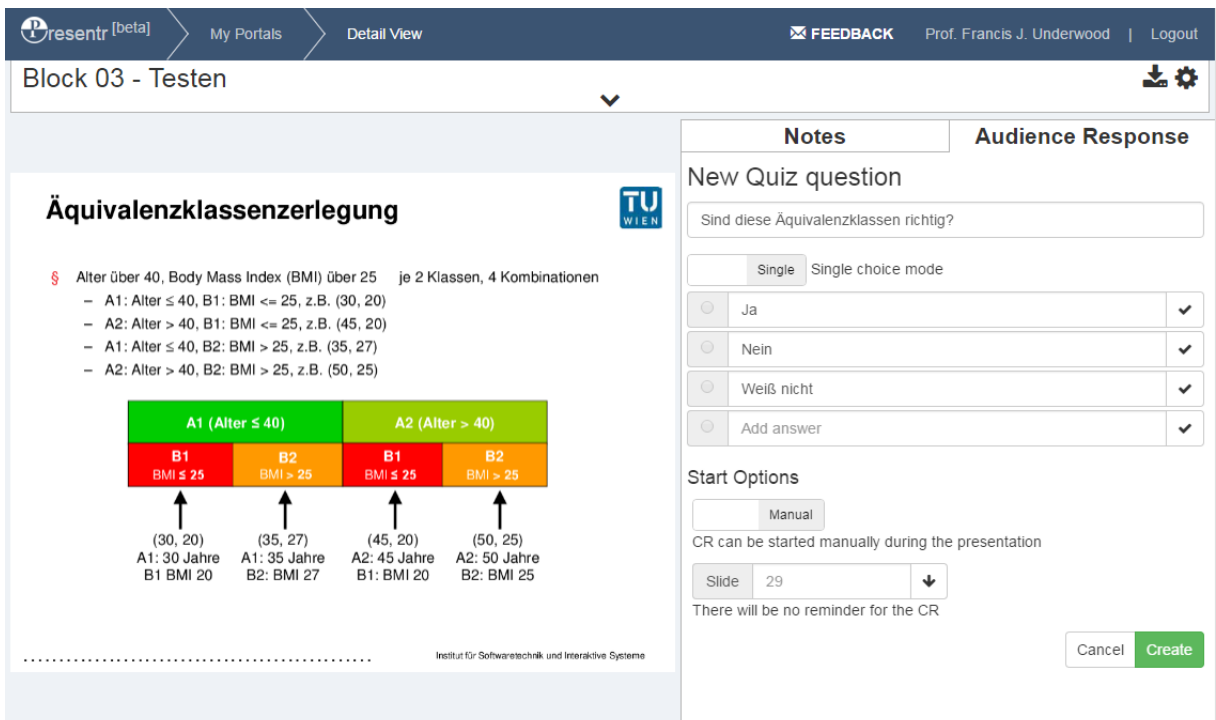 Presentr [beta]
My Portals
Detail View
FEEDBACK
Prof. Francis J. Underwood | Logout
Block 03 - Testen
Äquivalenzklassenzerlegung
TU
WIEN
§ Alter über 40, Body Mass Index (BMI) über 25 je 2 Klassen, 4 Kombinationen
– A1: Alter ≤ 40, B1: BMI <= 25, z.B. (30, 20)
– A2: Alter > 40, B1: BMI <= 25, z.B. (45, 20)
– A1: Alter ≤ 40, B2: BMI > 25, z.B. (35, 27)
– A2: Alter > 40, B2: BMI > 25, z.B. (50, 25)
A1 (Alter ≤ 40) A2 (Alter > 40)
B1 B2 B1 B2
BMI ≤ 25 BMI > 25 BMI ≤ 25 BMI > 25
(30, 20) (35, 27) (45, 20) (50, 25)
A1: 30 Jahre A1: 35 Jahre A2: 45 Jahre A2: 50 Jahre
B1 BMI 20 B2: BMI 27 B1: BMI 20 B2: BMI 25
Institut für Softwaretechnik und Interaktive Systeme
Notes
Audience Response
New Quiz question
Sind diese Äquivalenzklassen richtig?
Single Single choice mode
Ja
Nein
Weiß nicht
Add answer
Start Options
Manual
CR can be started manually during the presentation
Slide 29
There will be no reminder for the CR
Cancel Create